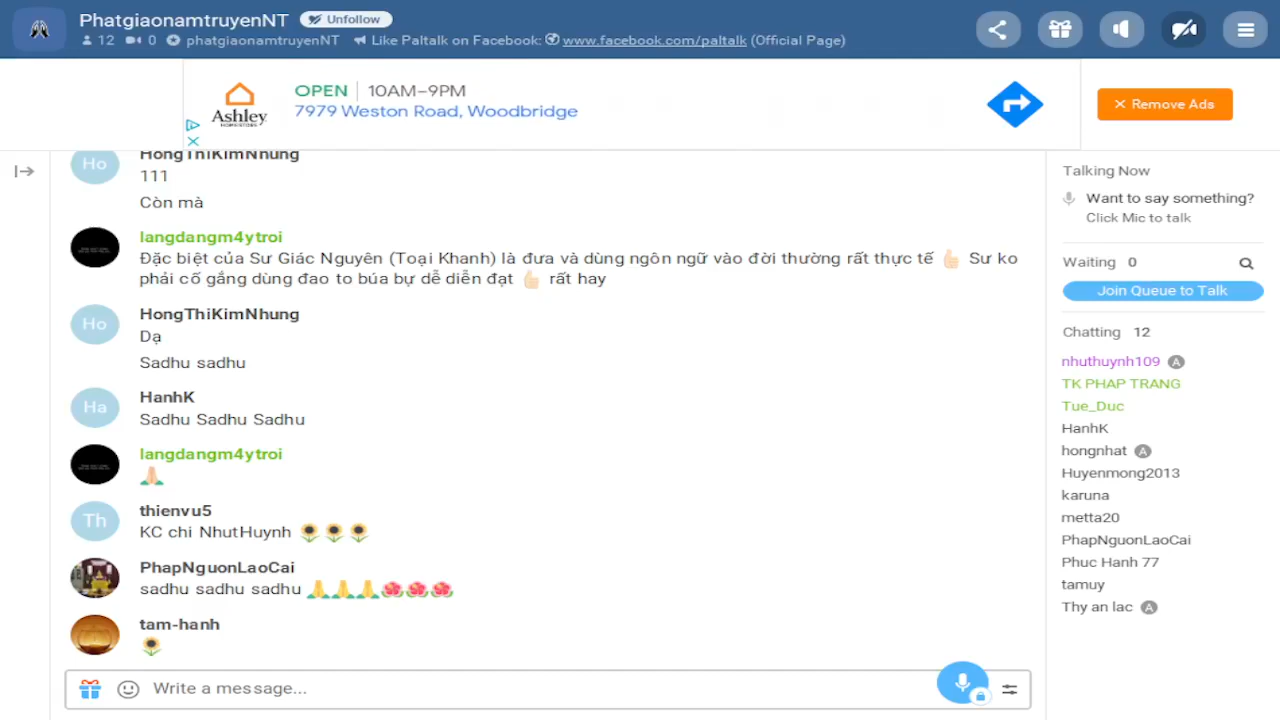 PhatgiaonamtruyenNT Unfollow
12 0 phatgiaonamtruyenNT Like Paltalk on Facebook: www.facebook.com/paltalk (Official Page)
Ashley
HOMESTORE
OPEN 10AM–9PM
7979 Weston Road, Woodbridge
Remove Ads
Ho
HongThiKimNhung
111
Còn mà
langdangm4ytroi
Đặc biệt của Sư Giác Nguyên (Toại Khanh) là đưa và dùng ngôn ngữ vào đời thường rất thực tế 👍🏻 Sư ko
phải cố gắng dùng đao to búa bự dễ diễn đạt 👍🏻 rất hay
Ho
HongThiKimNhung
Dạ
Sadhu sadhu
Ha
HanhK
Sadhu Sadhu Sadhu
langdangm4ytroi
🙏🏻
Th
thienvu5
KC chi NhutHuynh 🌻🌻🌻
PhapNguonLaoCai
sadhu sadhu sadhu 🙏🙏🙏🌺🌺🌺
tam-hanh
🌻
Write a message...
Talking Now
Want to say something?
Click Mic to talk
Waiting 0
Join Queue to Talk
Chatting 12
nhuthuynh109 A
TK PHAP TRANG
Tue_Duc
HanhK
hongnhat A
Huyenmong2013
karuna
metta20
PhapNguonLaoCai
Phuc Hanh 77
tamuy
Thy an lac A